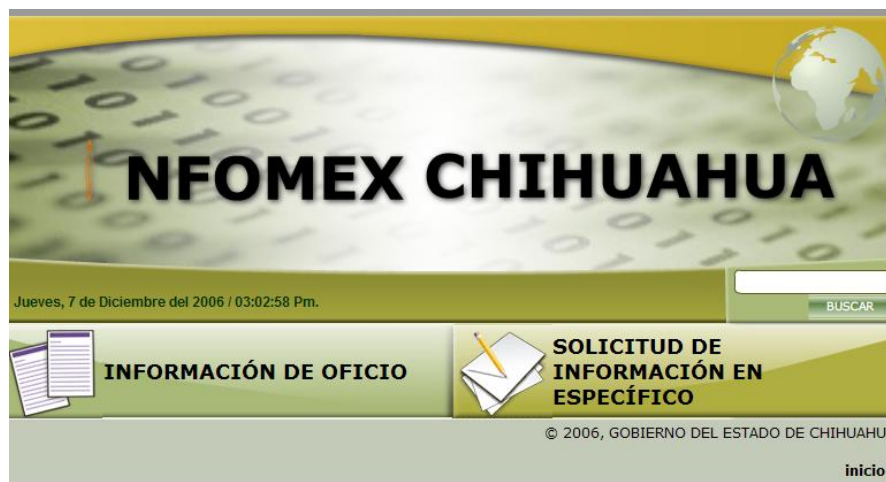 NFOMEX CHIHUAHUA
Jueves, 7 de Diciembre del 2006 / 03:02:58 Pm.
BUSCAR
INFORMACIÓN DE OFICIO
SOLICITUD DE
INFORMACIÓN EN
ESPECÍFICO
© 2006, GOBIERNO DEL ESTADO DE CHIHUAHU
inicio